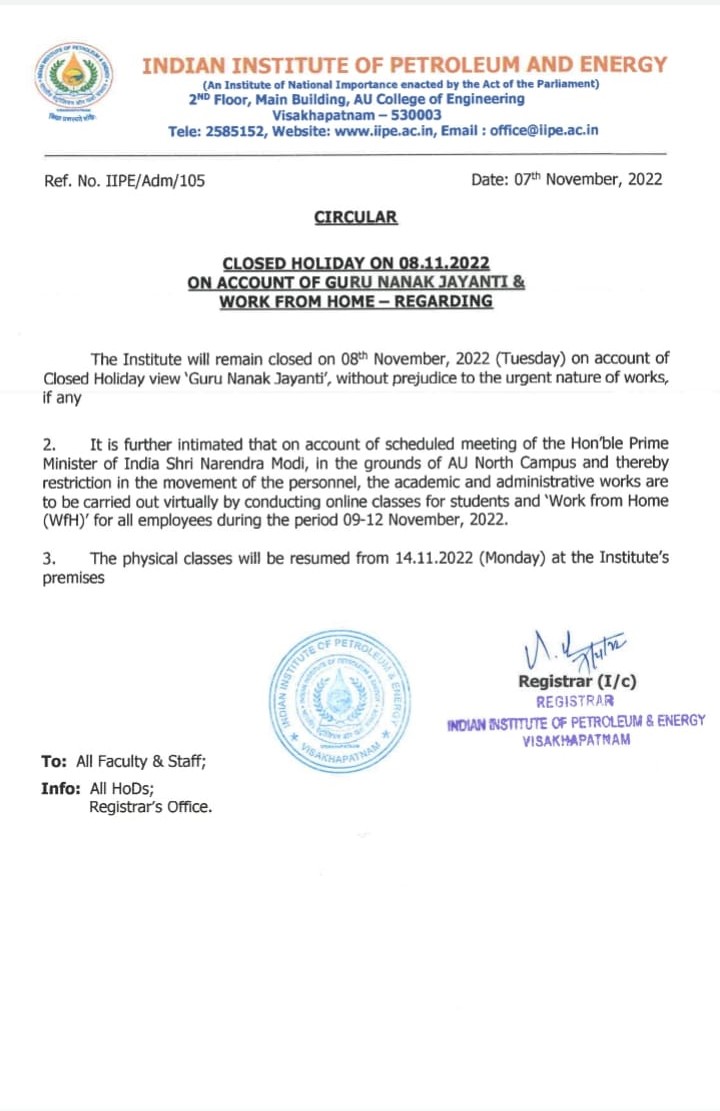 INDIAN INSTITUTE OF PETROLEUM AND ENERGY
(An Institute of National Importance enacted by the Act of the Parliament)
2ND Floor, Main Building, AU College of Engineering
Visakhapatnam – 530003
Tele: 2585152, Website: www.iipe.ac.in, Email : office@iipe.ac.in
Ref. No. IIPE/Adm/105
Date: 07th November, 2022
CIRCULAR
CLOSED HOLIDAY ON 08.11.2022
ON ACCOUNT OF GURU NANAK JAYANTI &
WORK FROM HOME – REGARDING
The Institute will remain closed on 08th November, 2022 (Tuesday) on account of
Closed Holiday view ‘Guru Nanak Jayanti’, without prejudice to the urgent nature of works,
if any
2. It is further intimated that on account of scheduled meeting of the Hon’ble Prime
Minister of India Shri Narendra Modi, in the grounds of AU North Campus and thereby
restriction in the movement of the personnel, the academic and administrative works are
to be carried out virtually by conducting online classes for students and ‘Work from Home
(WfH)’ for all employees during the period 09-12 November, 2022.
3. The physical classes will be resumed from 14.11.2022 (Monday) at the Institute’s
premises
INDIAN INSTITUTE OF PETROLEUM & ENERGY
VISAKHAPATNAM
Registrar (I/c)
REGISTRAR
INDIAN INSTITUTE OF PETROLEUM & ENERGY
VISAKHAPATNAM
To: All Faculty & Staff;
Info: All HoDs;
Registrar’s Office.